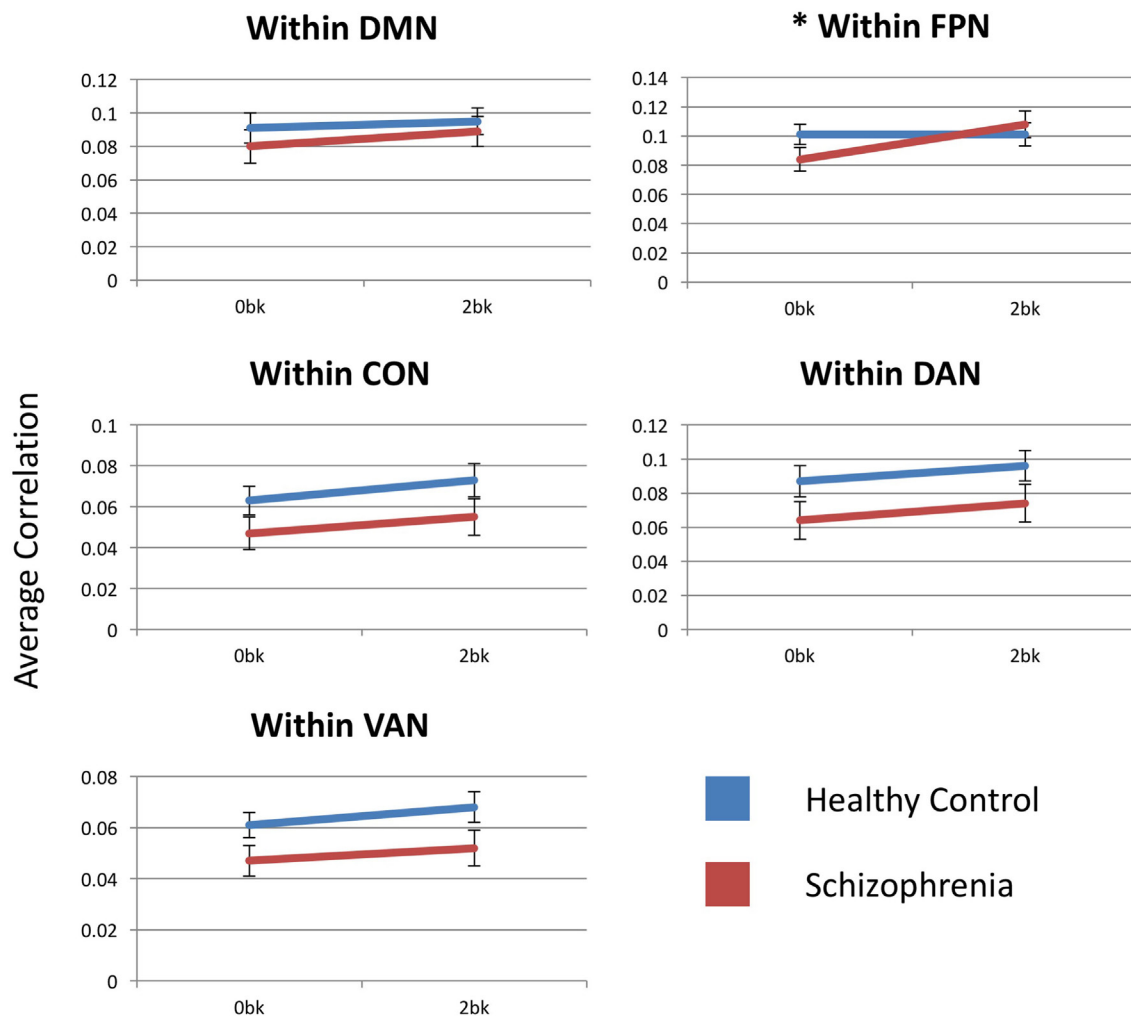 Within DMN
0.12
0.1
0.08
0.06
0.04
0.02
0
0bk 2bk
* Within FPN
0.14
0.12
0.1
0.08
0.06
0.04
0.02
0
0bk 2bk
Average Correlation
Within CON
0.1
0.08
0.06
0.04
0.02
0
0bk 2bk
Within DAN
0.12
0.1
0.08
0.06
0.04
0.02
0
0bk 2bk
Within VAN
0.08
0.06
0.04
0.02
0
0bk 2bk
Healthy Control
Schizophrenia